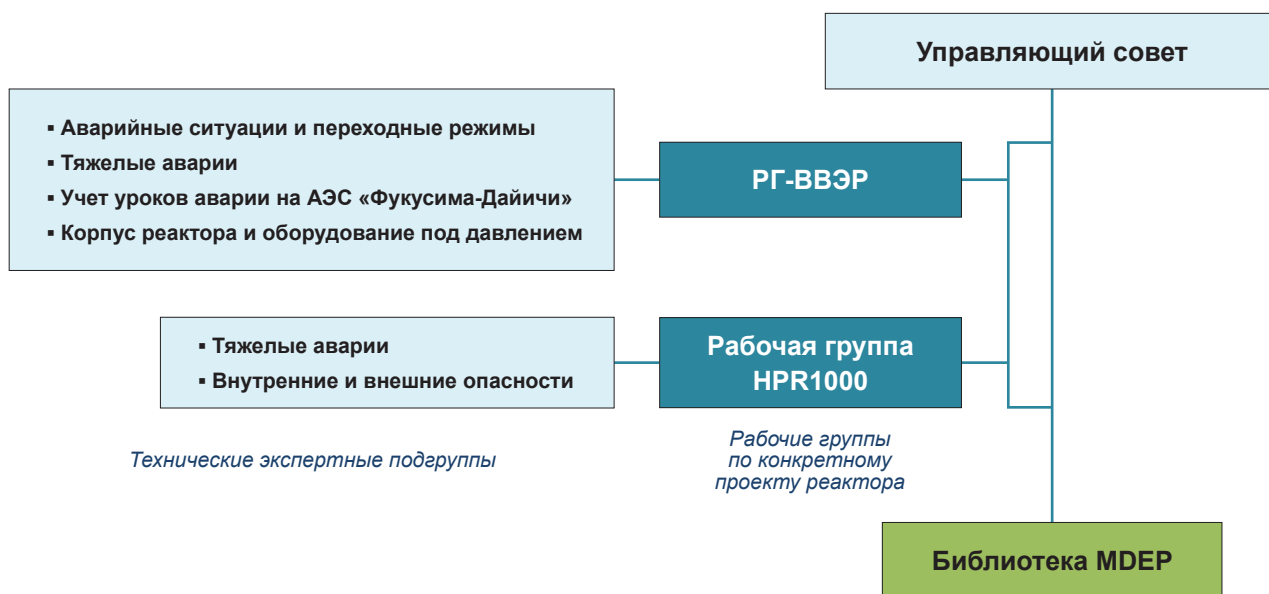 Управляющий совет
▪ Аварийные ситуации и переходные режимы
▪ Тяжелые аварии
▪ Учет уроков аварии на АЭС «Фукусима-Дайичи»
▪ Корпус реактора и оборудование под давлением
РГ-ВВЭР
▪ Тяжелые аварии
▪ Внутренние и внешние опасности
Рабочая группа
HPR1000
Технические экспертные подгруппы
Рабочие группы
по конкретному
проекту реактора
Библиотека MDEP